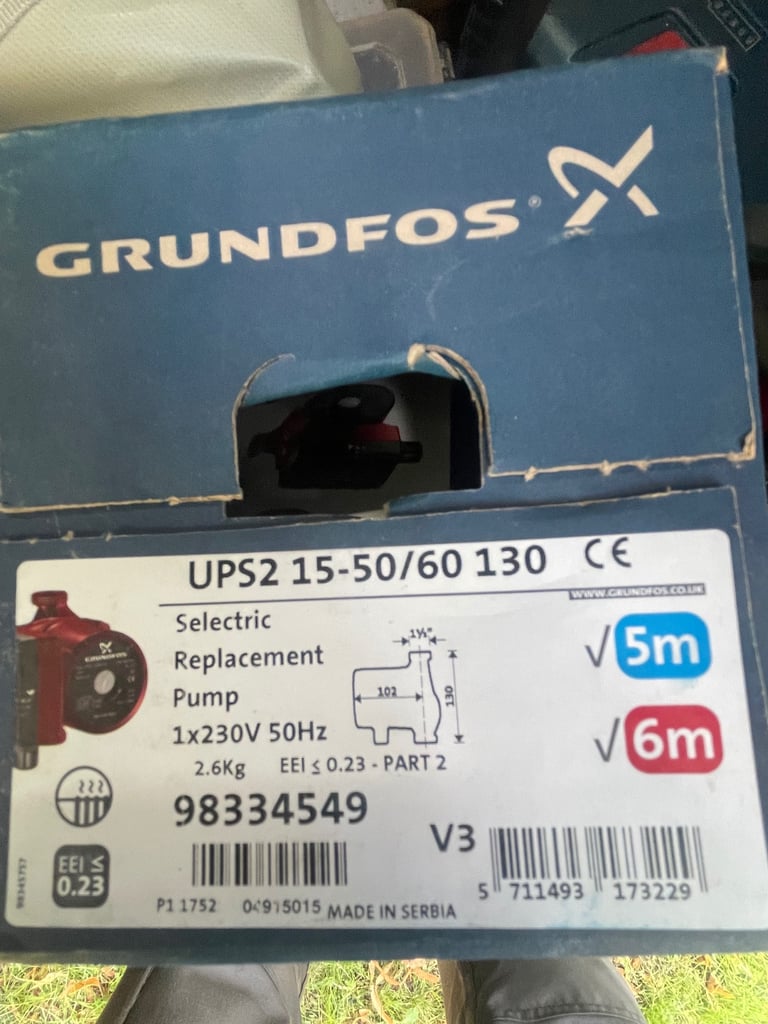 GRUNDFOS®
UPS2 15-50/60 130 CE
WWW.GRUNDFOS.CO.UK
Selectric
Replacement
Pump
1x230V 50Hz
2.6Kg EEI ≤ 0.23 - PART 2
1½"
102
130
√ 5m
√ 6m
GRUNDFOS
98334549
V3
EEI ≤
0.23
98345757
5 711493 173229
P1 1752 04915015 MADE IN SERBIA